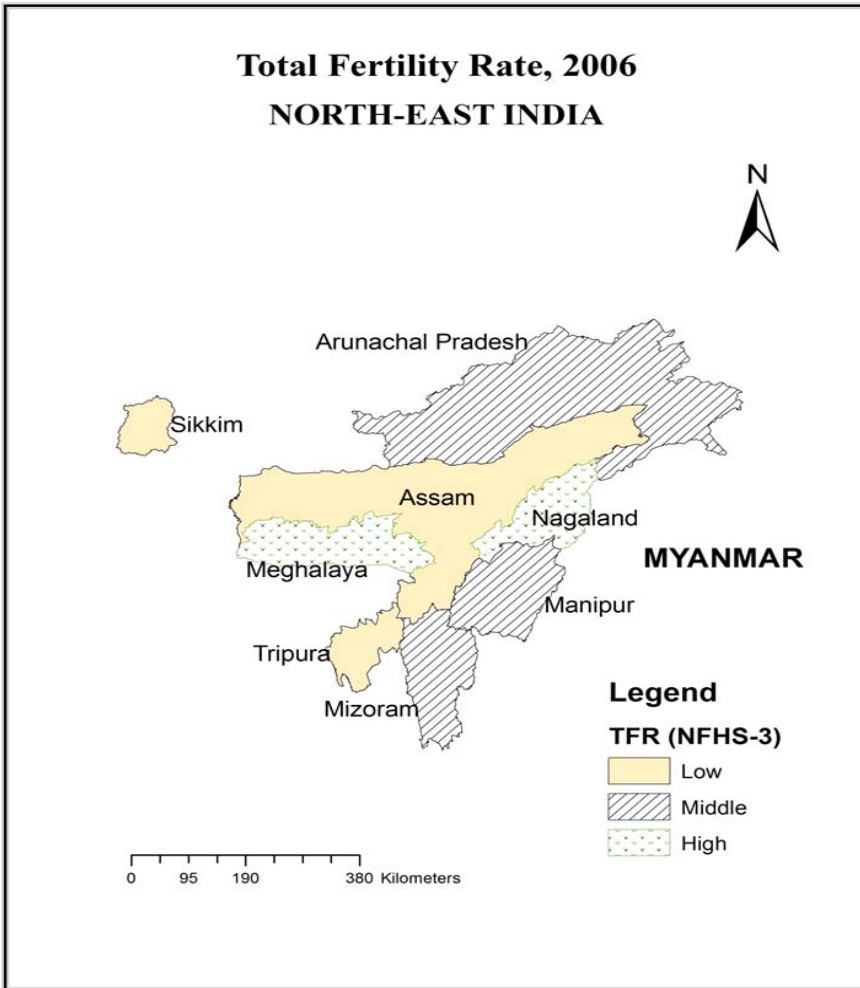 Total Fertility Rate, 2006
NORTH-EAST INDIA
N
Arunachal Pradesh
Sikkim
Assam
Nagaland
MYANMAR
Meghalaya
Manipur
Tripura
Mizoram
Legend
TFR (NFHS-3)
Low
Middle
High
0 95 190 380 Kilometers